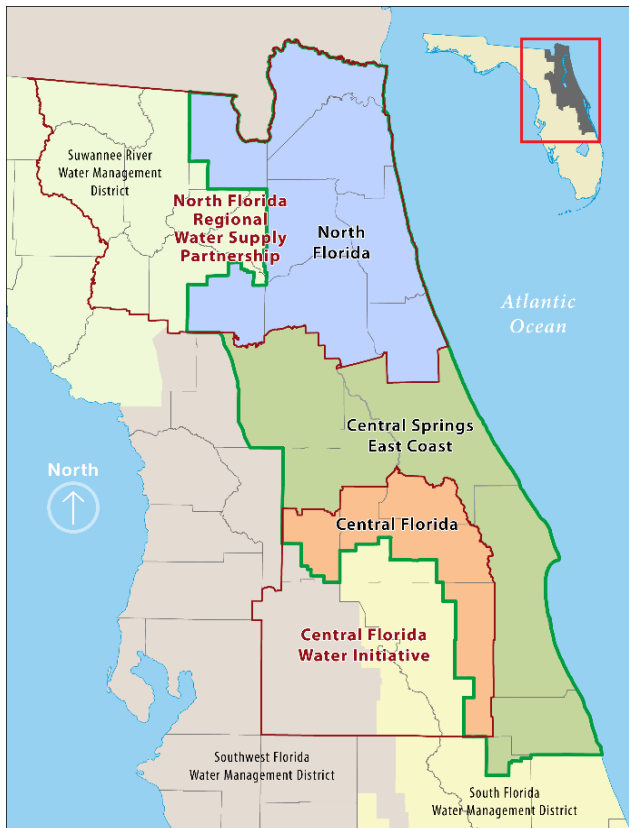 Suwannee River
Water Management
District
North Florida
Regional
Water Supply
Partnership
North
Florida
Atlantic
Ocean
Central Springs
East Coast
North
Central Florida
Central Florida
Water Initiative
Southwest Florida
Water Management District
South Florida
Water Management District